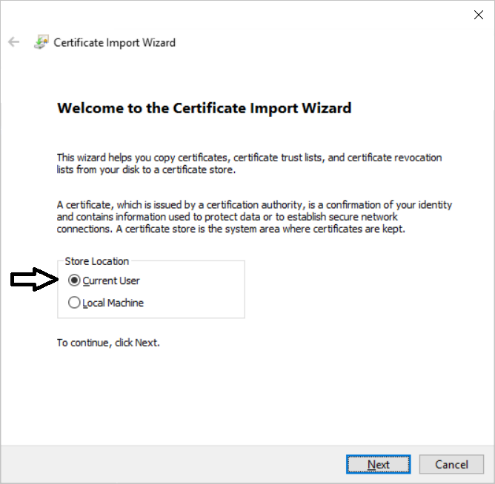 Certificate Import Wizard
Welcome to the Certificate Import Wizard
This wizard helps you copy certificates, certificate trust lists, and certificate revocation
lists from your disk to a certificate store.
A certificate, which is issued by a certification authority, is a confirmation of your identity
and contains information used to protect data or to establish secure network
connections. A certificate store is the system area where certificates are kept.
Store Location
Current User
Local Machine
To continue, click Next.
Next
Cancel